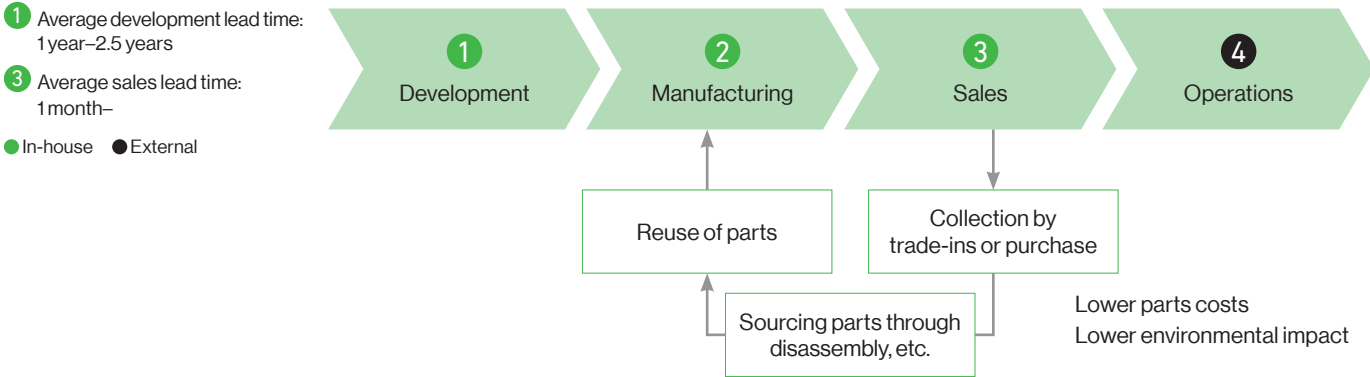 1 Average development lead time:
1 year–2.5 years
3 Average sales lead time:
1 month–
In-house External
1
Development
2
Manufacturing
3
Sales
4
Operations
Reuse of parts
Collection by
trade-ins or purchase
Sourcing parts through
disassembly, etc.
Lower parts costs
Lower environmental impact